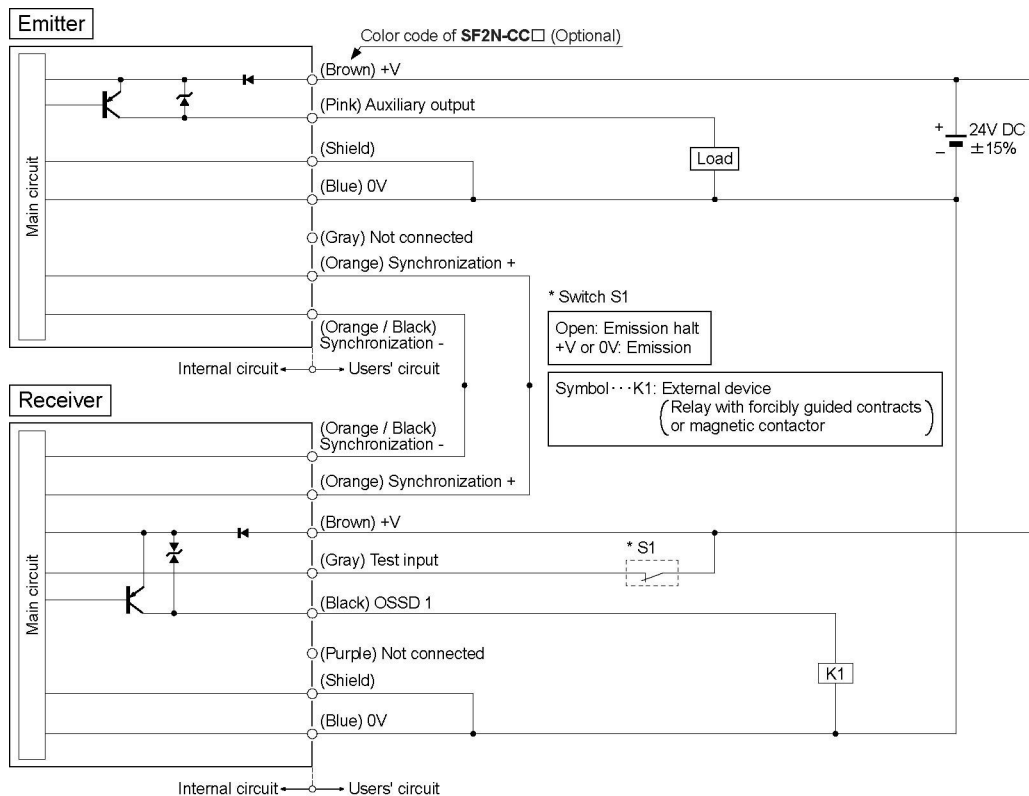 Emitter
Color code of SF2N-CC□ (Optional)
(Brown) +V
(Pink) Auxiliary output
(Shield)
(Blue) 0V
(Gray) Not connected
(Orange) Synchronization +
(Orange / Black)
Synchronization -
Main circuit
Load
+
−
24V DC
±15%
Internal circuit
Users' circuit
* Switch S1
Open: Emission halt
+V or 0V: Emission
Symbol···K1: External device
(Relay with forcibly guided contracts
or magnetic contactor)
Receiver
(Orange / Black)
Synchronization -
(Orange) Synchronization +
(Brown) +V
(Gray) Test input
* S1
(Black) OSSD 1
(Purple) Not connected
(Shield)
(Blue) 0V
Main circuit
K1
Internal circuit
Users' circuit